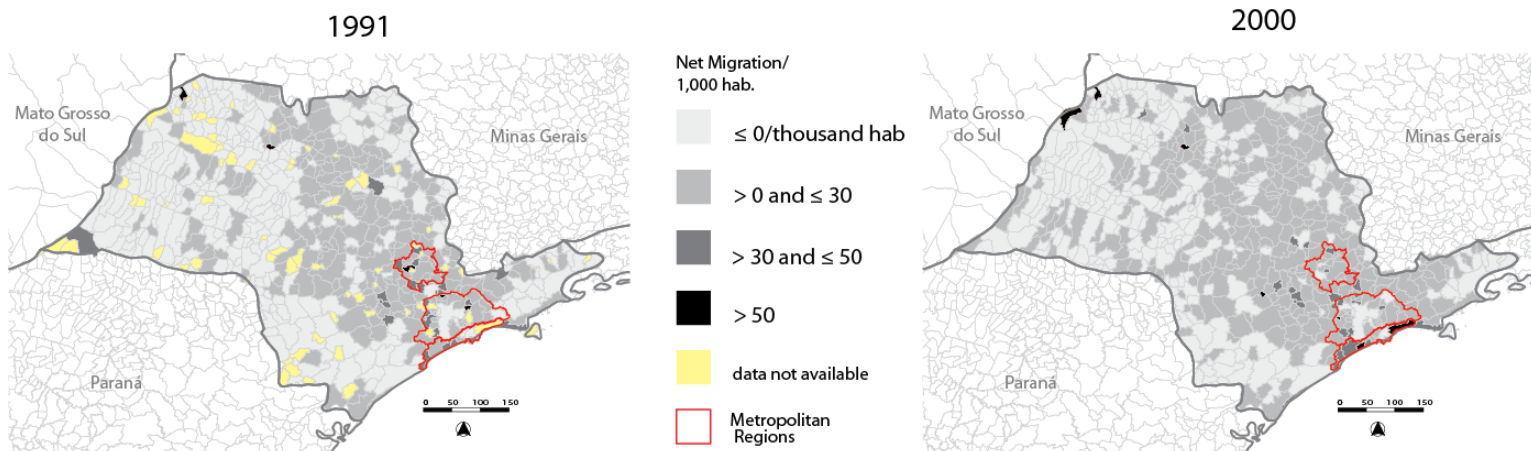 1991
Mato Grosso
do Sul
Minas Gerais
Paraná
0 50 100 150
Net Migration/
1,000 hab.
≤ 0/thousand hab
> 0 and ≤ 30
> 30 and ≤ 50
> 50
data not available
Metropolitan
Regions
2000
Mato Grosso
do Sul
Minas Gerais
Paraná
0 50 100 150